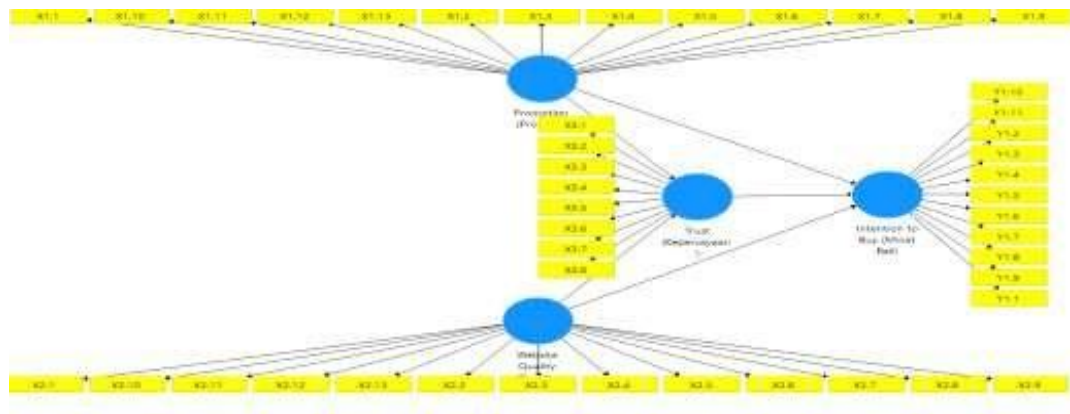 X1.1 X1.10 X1.11 X1.12 X1.13 X1.2 X1.3 X1.4 X1.5 X1.6 X1.7 X1.8 X1.9
Promotion
X3.1
X3.2
X3.3
X3.4
X3.5
X3.6
X3.7
X3.8
Trust
(Kepercayaan
)
Y1.10
Y1.11
Y1.2
Y1.3
Y1.4
Y1.5
Y1.6
Y1.7
Y1.8
Y1.9
Y1.1
Intention to
Buy (Minat
Beli)
Website
Quality
X2.1 X2.10 X2.11 X2.12 X2.13 X2.2 X2.3 X2.4 X2.5 X2.6 X2.7 X2.8 X2.9